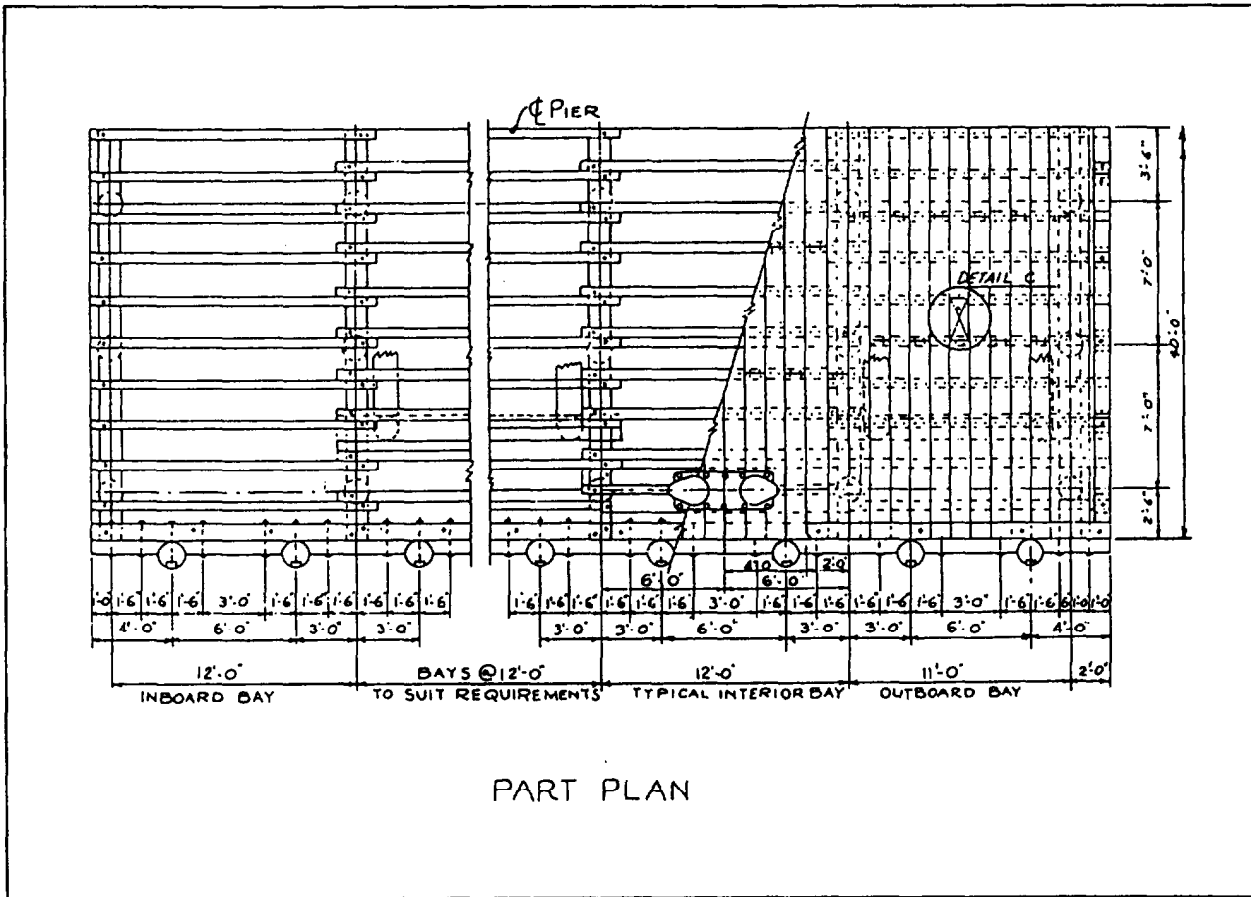 ℄ PIER
3'-6"
7'-0"
DETAIL C
40'-0"
7'-0"
2'-6"
4'-0" 2'-0"
6'-0" 6'-0"
1'-0 1'-6 1'-6 1'-6 3'-0" 1'-6 1'-6 1'-6 1'-6 1'-6 1'-6 1'-6 1'-6 1'-6 1'-6 1'-6 3'-0" 1'-6 1'-6 1'-6 1'-6 1'-6 3'-0" 1'-6 1'-6 6 1'-0 1'-0
4'-0" 6'-0" 3'-0" 3'-0" 3'-0" 3'-0" 6'-0" 3'-0" 3'-0" 6'-0" 4'-0"
12'-0" BAYS @ 12'-0" 12'-0" 11'-0" 2'-0"
INBOARD BAY TO SUIT REQUIREMENTS TYPICAL INTERIOR BAY OUTBOARD BAY
PART PLAN